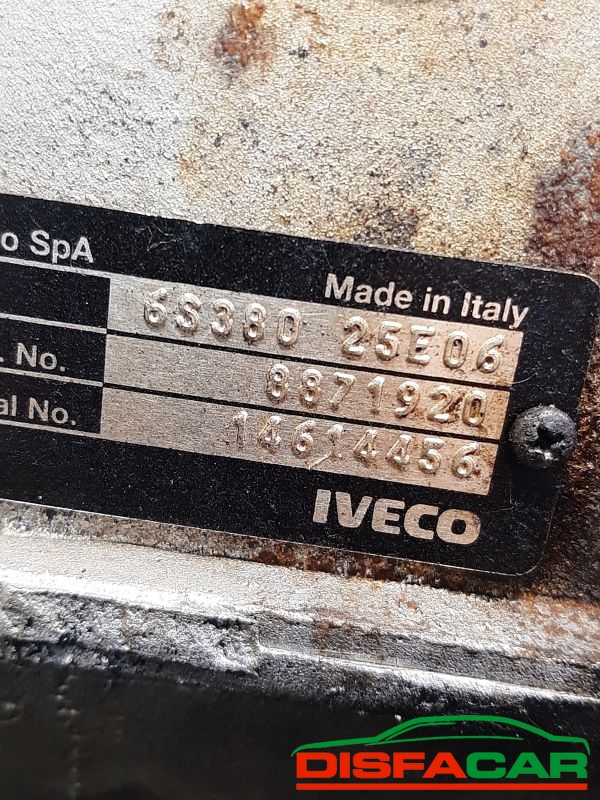 o SpA
Made in Italy
6S380 25E06
. No. 8871920
al No. 14614456
IVECO
DISFACAR